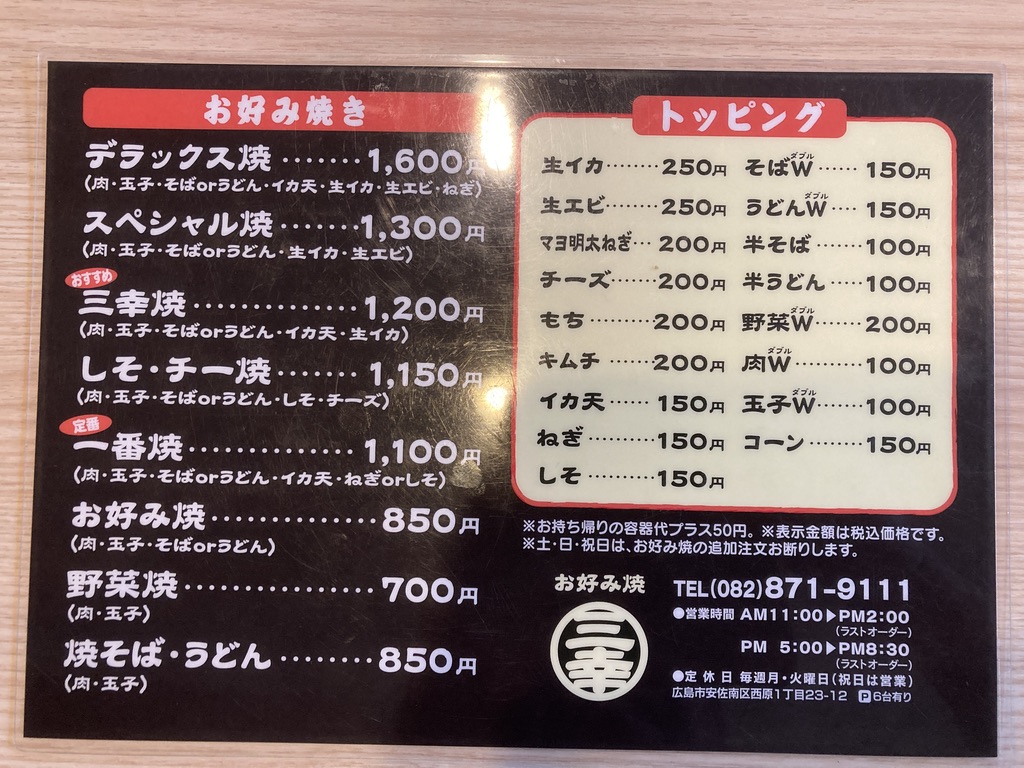 お好み焼き
デラックス焼 ········ 1,600円
(肉・玉子・そばorうどん・イカ天・生イカ・生エビ・ねぎ)
スペシャル焼 ······· 1,300円
(肉・玉子・そばorうどん・生イカ・生エビ)
おすすめ
三幸焼 ·············· 1,200円
(肉・玉子・そばorうどん・イカ天・生イカ)
しそ・チー焼 ········ 1,150円
(肉・玉子・そばorうどん・しそ・チーズ)
定番
一番焼 ·············· 1,100円
(肉・玉子・そばorうどん・イカ天・ねぎorしそ)
お好み焼 ·············· 850円
(肉・玉子・そばorうどん)
野菜焼 ················ 700円
(肉・玉子)
焼そば・うどん ········ 850円
(肉・玉子)
トッピング
生イカ ······· 250円
生エビ ······· 250円
マヨ明太ねぎ ··· 200円
チーズ ······· 200円
もち ·········· 200円
キムチ ······ 200円
イカ天 ······· 150円
ねぎ ·········· 150円
しそ ·········· 150円
ダブル
そばW ······ 150円
ダブル
うどんW ···· 150円
半そば ······· 100円
半うどん ····· 100円
ダブル
野菜W ······· 200円
ダブル
肉W ·········· 100円
ダブル
玉子W ······· 100円
コーン ······· 150円
※お持ち帰りの容器代プラス50円。※表示金額は税込価格です。
※土・日・祝日は、お好み焼の追加注文お断りします。
お好み焼
三幸
TEL(082)871-9111
●営業時間 AM11:00▶PM2:00
(ラストオーダー)
PM 5:00▶PM8:30
(ラストオーダー)
●定休日 毎週月・火曜日(祝日は営業)
広島市安佐南区西原1丁目23-12 P6台有り